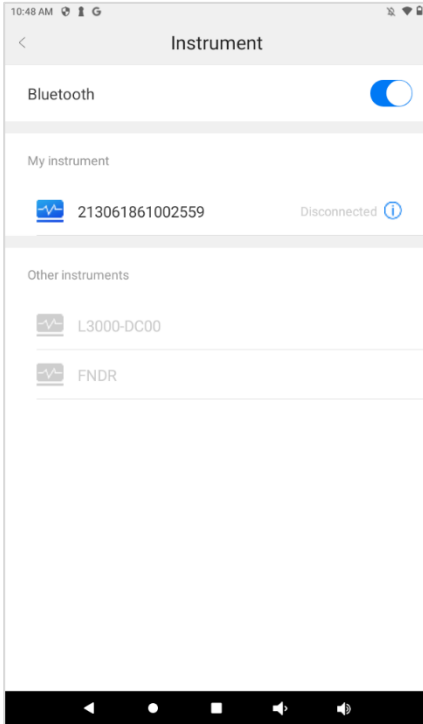 10:48 AM G
Instrument
Bluetooth
My instrument
213061861002559 Disconnected
Other instruments
L3000-DC00
FNDR